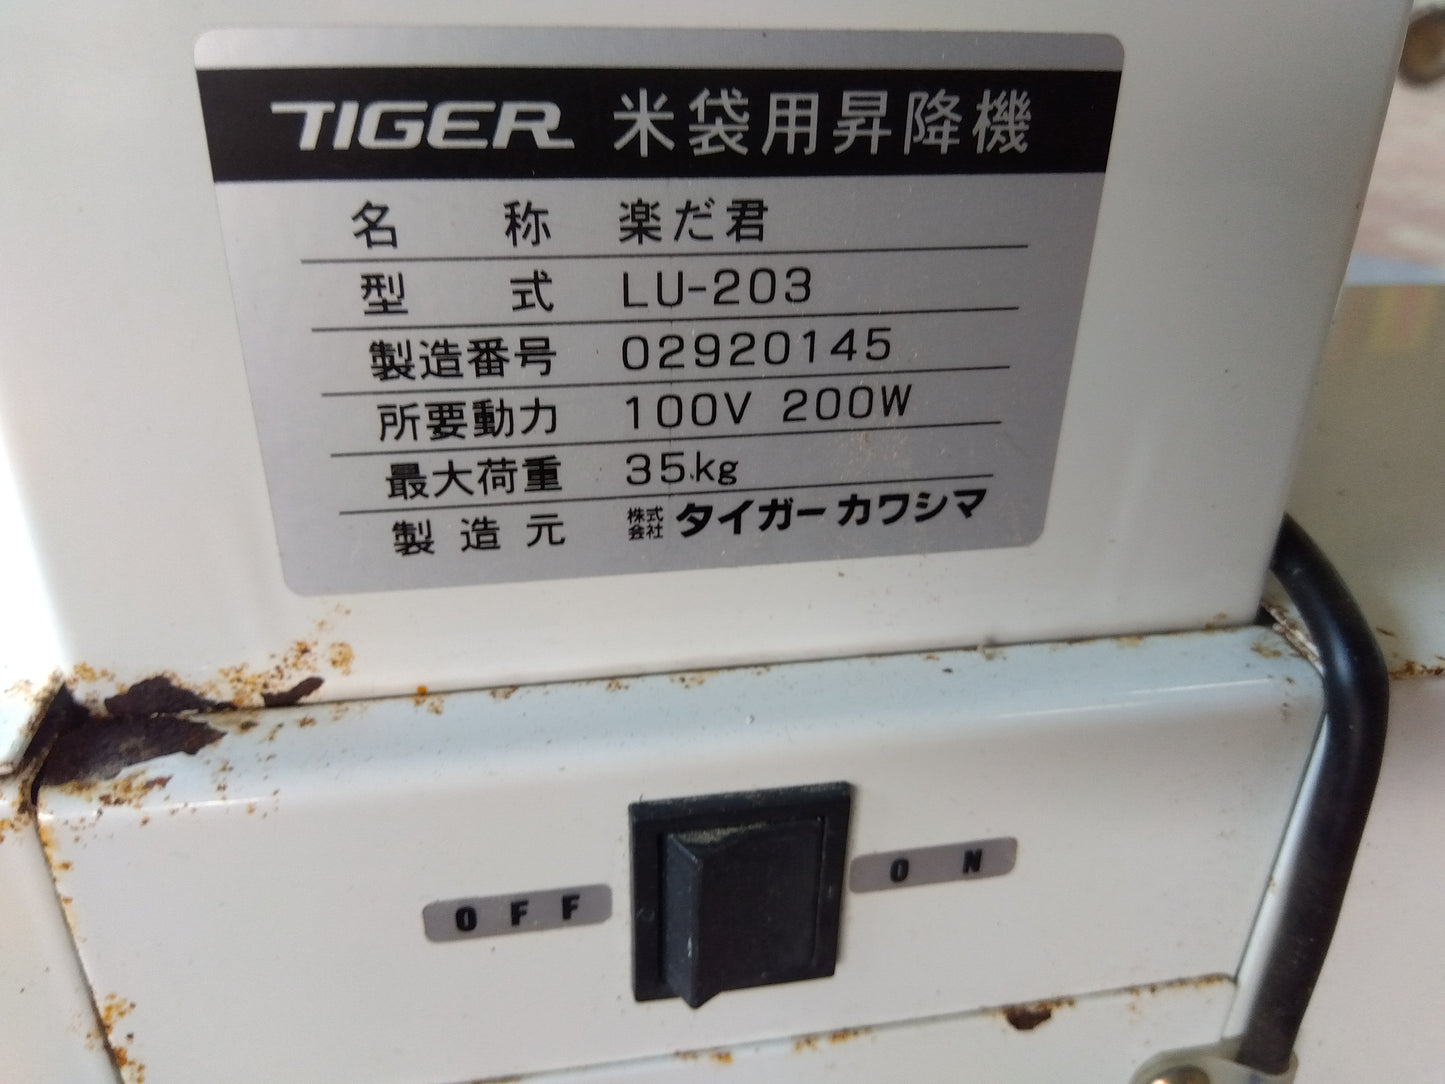 TIGER 米袋用昇降機
名称 楽だ君
型式 LU-203
製造番号 02920145
所要動力 100V 200W
最大荷重 35kg
製造元 株式会社 タイガーカワシマ
OFF ON